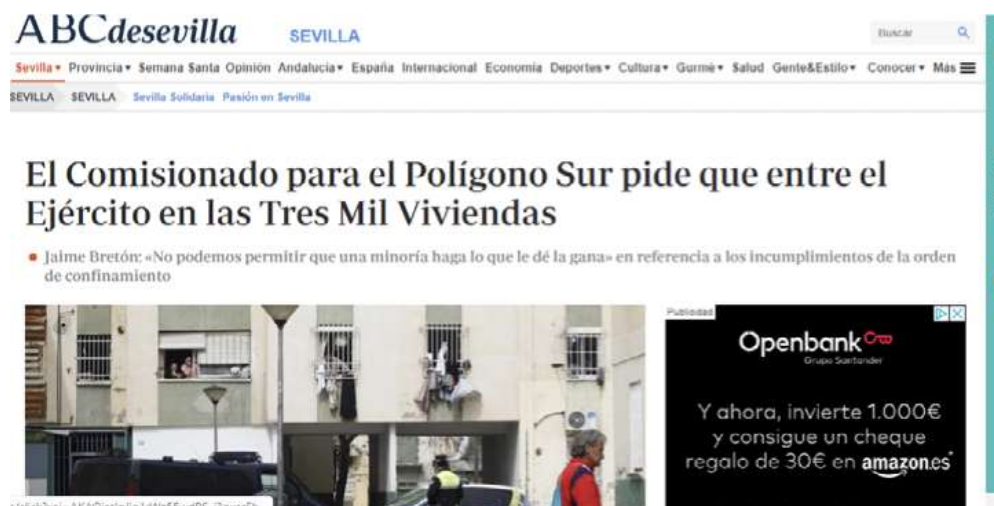 ABCdesevilla SEVILLA
Buscar
Sevilla Provincia Semana Santa Opinión Andalucía España Internacional Economía Deportes Cultura Gurmé Salud Gente&Estilo Conocer Más
SEVILLA SEVILLA Sevilla Solidaria Pasión en Sevilla
El Comisionado para el Polígono Sur pide que entre el
Ejército en las Tres Mil Viviendas
Jaime Bretón: «No podemos permitir que una minoría haga lo que le dé la gana» en referencia a los incumplimientos de la orden
de confinamiento
Publicidad
Openbank
Grupo Santander
Y ahora, invierte 1.000€
y consigue un cheque
regalo de 30€ en amazon.es*